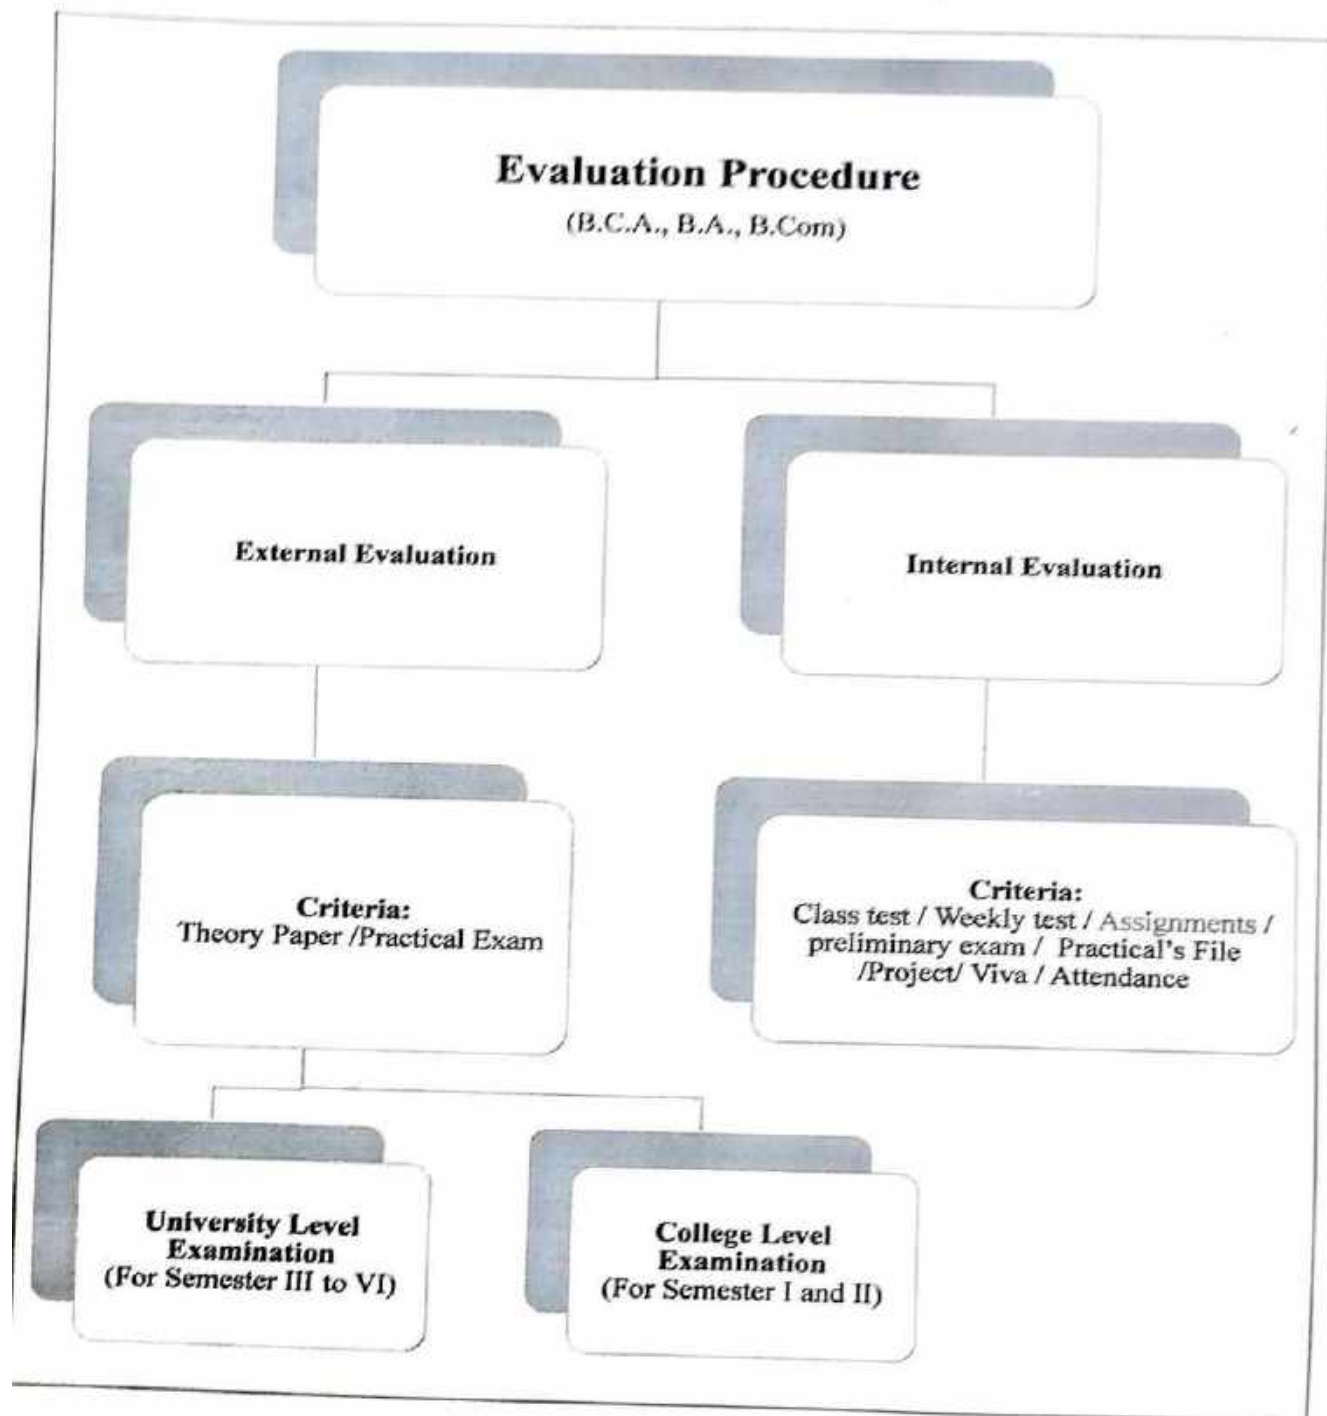 Evaluation Procedure
(B.C.A., B.A., B.Com)
External Evaluation
Internal Evaluation
Criteria:
Theory Paper /Practical Exam
Criteria:
Class test / Weekly test / Assignments /
preliminary exam / Practical's File
/Project/ Viva / Attendance
University Level
Examination
(For Semester III to VI)
College Level
Examination
(For Semester I and II)